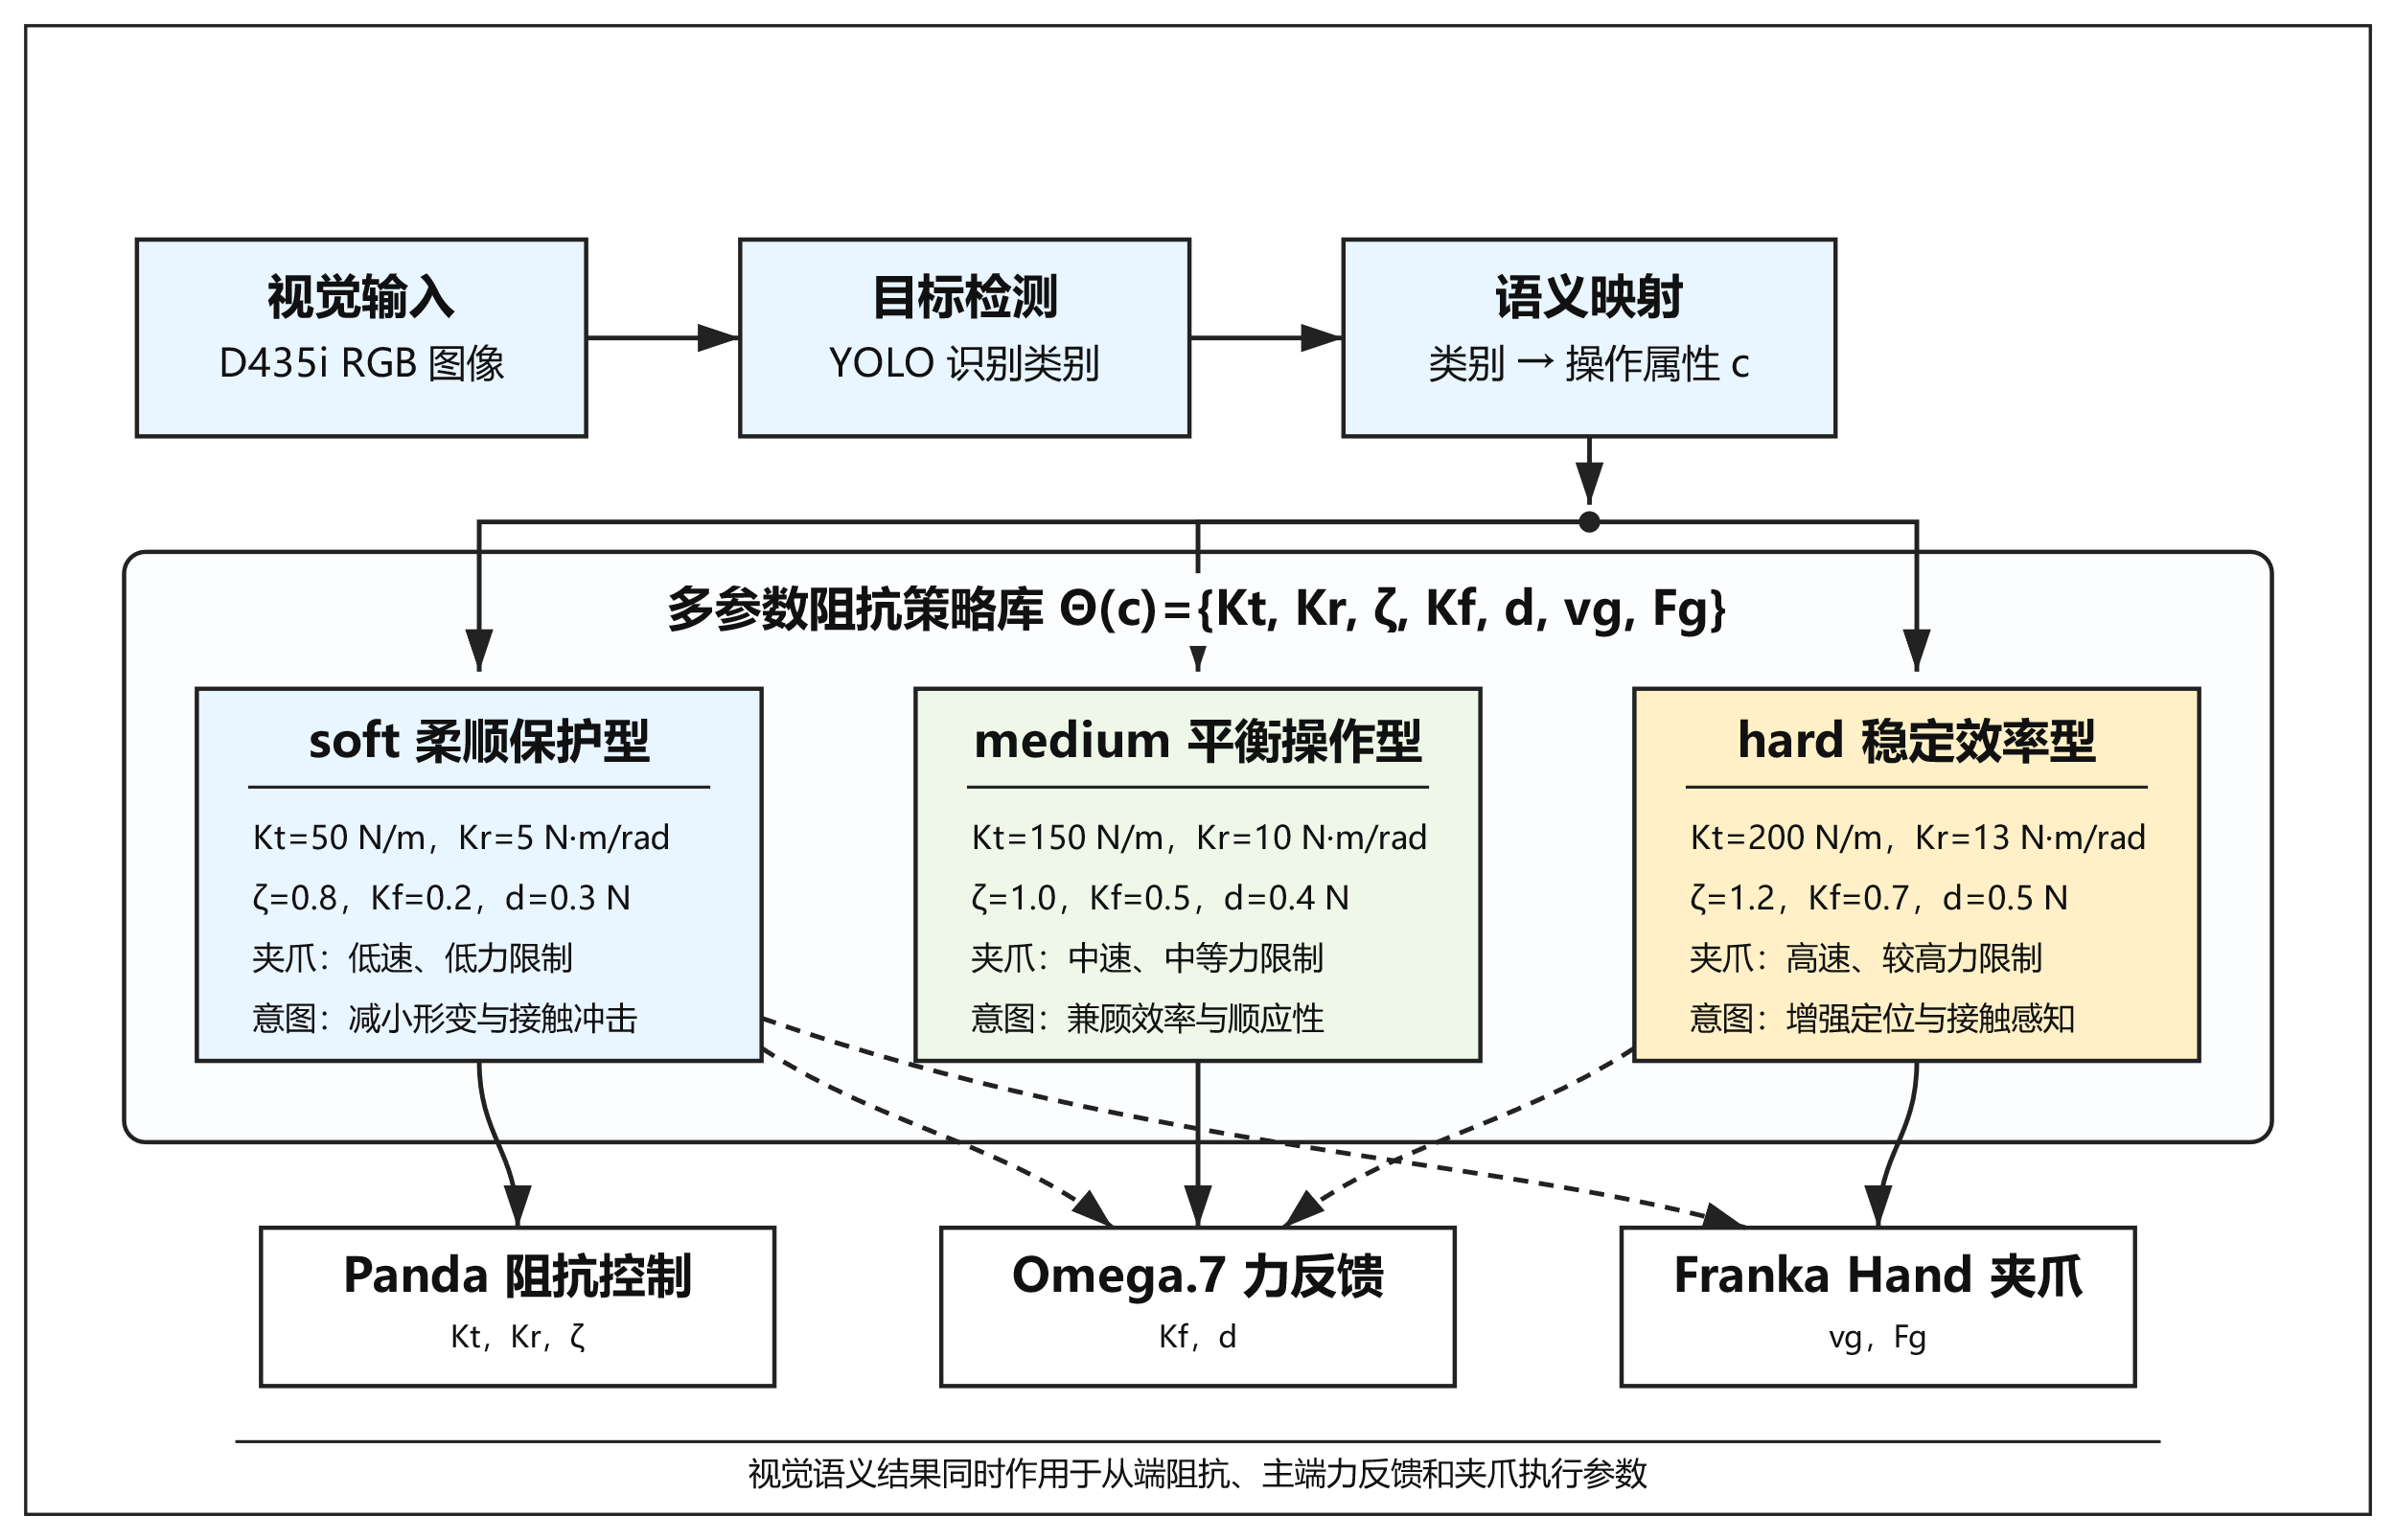 视觉输入
D435i RGB 图像
目标检测
YOLO 识别类别
语义映射
类别 → 操作属性 c
多参数阻抗策略库 Θ(c)={Kt, Kr, ζ, Kf, d, vg, Fg}
soft 柔顺保护型
Kt=50 N/m，Kr=5 N·m/rad
ζ=0.8，Kf=0.2，d=0.3 N
夹爪：低速、低力限制
意图：减小形变与接触冲击
medium 平衡操作型
Kt=150 N/m，Kr=10 N·m/rad
ζ=1.0，Kf=0.5，d=0.4 N
夹爪：中速、中等力限制
意图：兼顾效率与顺应性
hard 稳定效率型
Kt=200 N/m，Kr=13 N·m/rad
ζ=1.2，Kf=0.7，d=0.5 N
夹爪：高速、较高力限制
意图：增强定位与接触感知
Panda 阻抗控制
Kt，Kr，ζ
Omega.7 力反馈
Kf，d
Franka Hand 夹爪
vg，Fg
视觉语义结果同时作用于从端阻抗、主端力反馈和夹爪执行参数